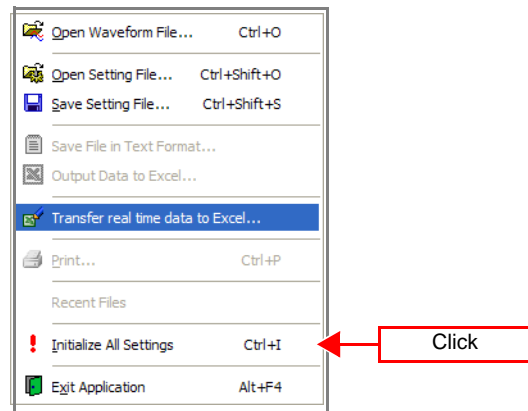 Open Waveform File... Ctrl+O
Open Setting File... Ctrl+Shift+O
Save Setting File... Ctrl+Shift+S
Save File in Text Format...
Output Data to Excel...
Transfer real time data to Excel...
Print... Ctrl+P
Recent Files
Initialize All Settings Ctrl+I Click
Exit Application Alt+F4